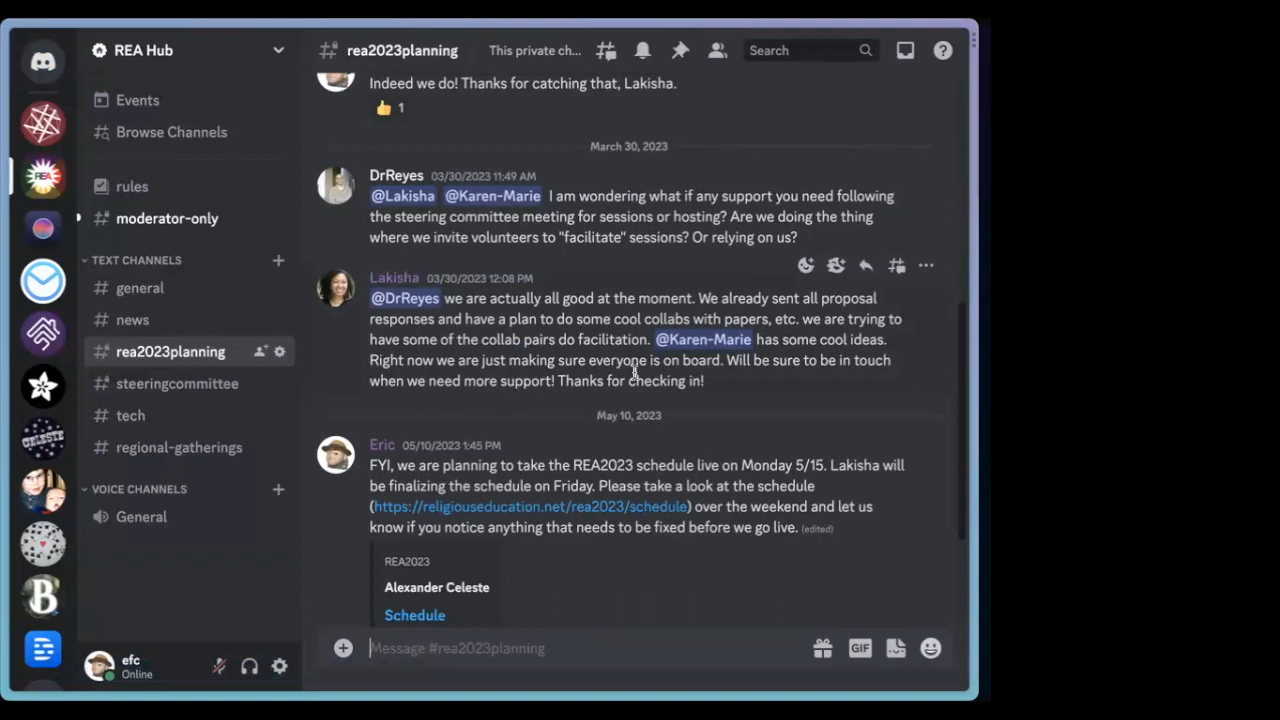 REA Hub
Events
Browse Channels
rules
moderator-only
TEXT CHANNELS
general
news
rea2023planning
steeringcommittee
tech
regional-gatherings
VOICE CHANNELS
General
efc
Online
REA
CELESTE
B
rea2023planning
This private ch...
Search
Indeed we do! Thanks for catching that, Lakisha.
👍 1
March 30, 2023
DrReyes 03/30/2023 11:49 AM
@Lakisha @Karen-Marie I am wondering what if any support you need following
the steering committee meeting for sessions or hosting? Are we doing the thing
where we invite volunteers to "facilitate" sessions? Or relying on us?
Lakisha 03/30/2023 12:08 PM
@DrReyes we are actually all good at the moment. We already sent all proposal
responses and have a plan to do some cool collabs with papers, etc. we are trying to
have some of the collab pairs do facilitation. @Karen-Marie has some cool ideas.
Right now we are just making sure everyone is on board. Will be sure to be in touch
when we need more support! Thanks for checking in!
May 10, 2023
Eric 05/10/2023 1:45 PM
FYI, we are planning to take the REA2023 schedule live on Monday 5/15. Lakisha will
be finalizing the schedule on Friday. Please take a look at the schedule
(https://religiouseducation.net/rea2023/schedule) over the weekend and let us
know if you notice anything that needs to be fixed before we go live. (edited)
REA2023
Alexander Celeste
Schedule
Message #rea2023planning
GIF